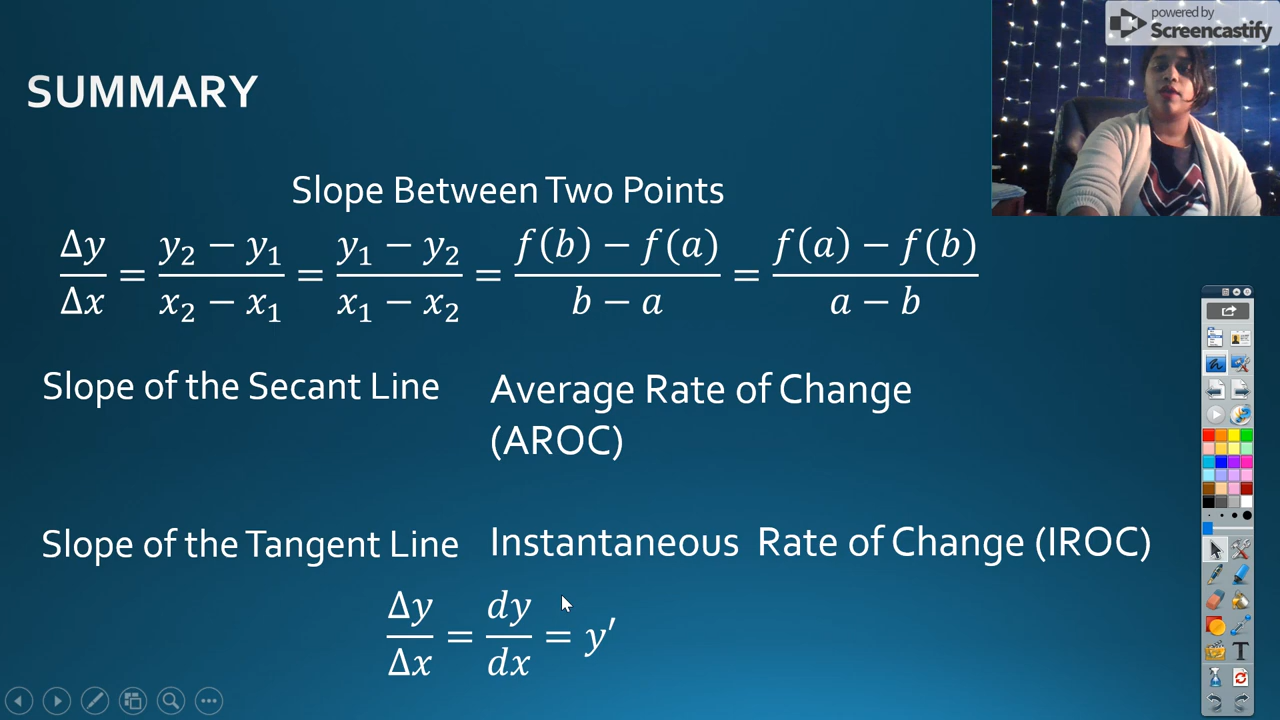 powered by
Screencastify
SUMMARY
Slope Between Two Points
Δy/Δx = (y₂ − y₁)/(x₂ − x₁) = (y₁ − y₂)/(x₁ − x₂) = (f(b) − f(a))/(b − a) = (f(a) − f(b))/(a − b)
Slope of the Secant Line
Average Rate of Change
(AROC)
Slope of the Tangent Line
Instantaneous Rate of Change (IROC)
Δy/Δx = dy/dx = y′
T